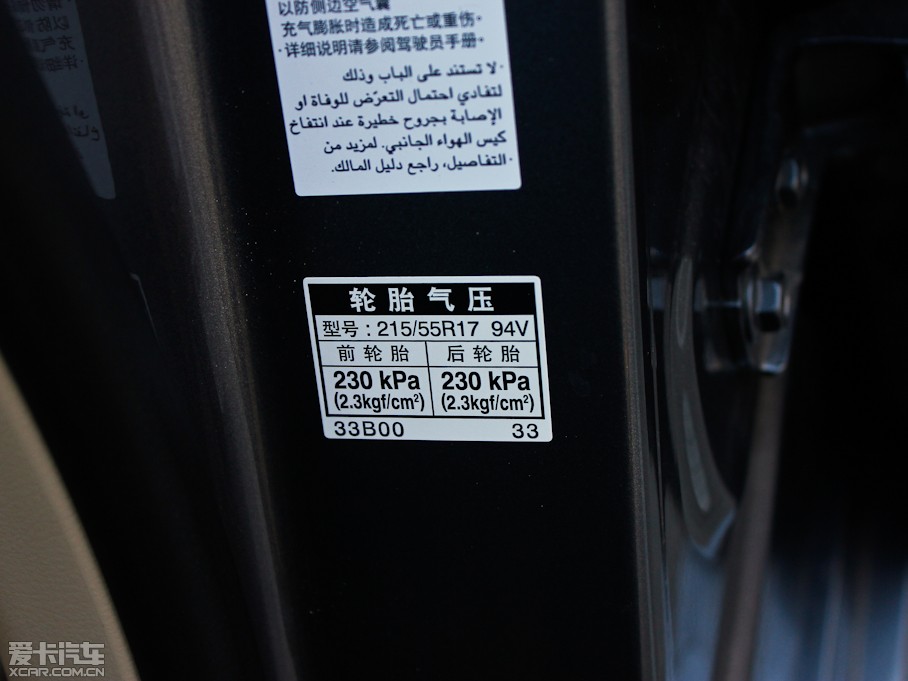 以防侧边空气囊
充气膨胀时造成死亡或重伤。
·详细说明请参阅驾驶员手册。
·لا تستند على الباب وذلك
لتفادي احتمال التعرّض للوفاة او
الإصابة بجروح خطيرة عند انتفاخ
كيس الهواء الجانبي. لمزيد من
التفاصيل، راجع دليل المالك.
轮胎气压
型号：215/55R17 94V
前轮胎 后轮胎
230 kPa 230 kPa
(2.3kgf/cm²) (2.3kgf/cm²)
33B00 33
爱卡汽车
XCAR.COM.CN